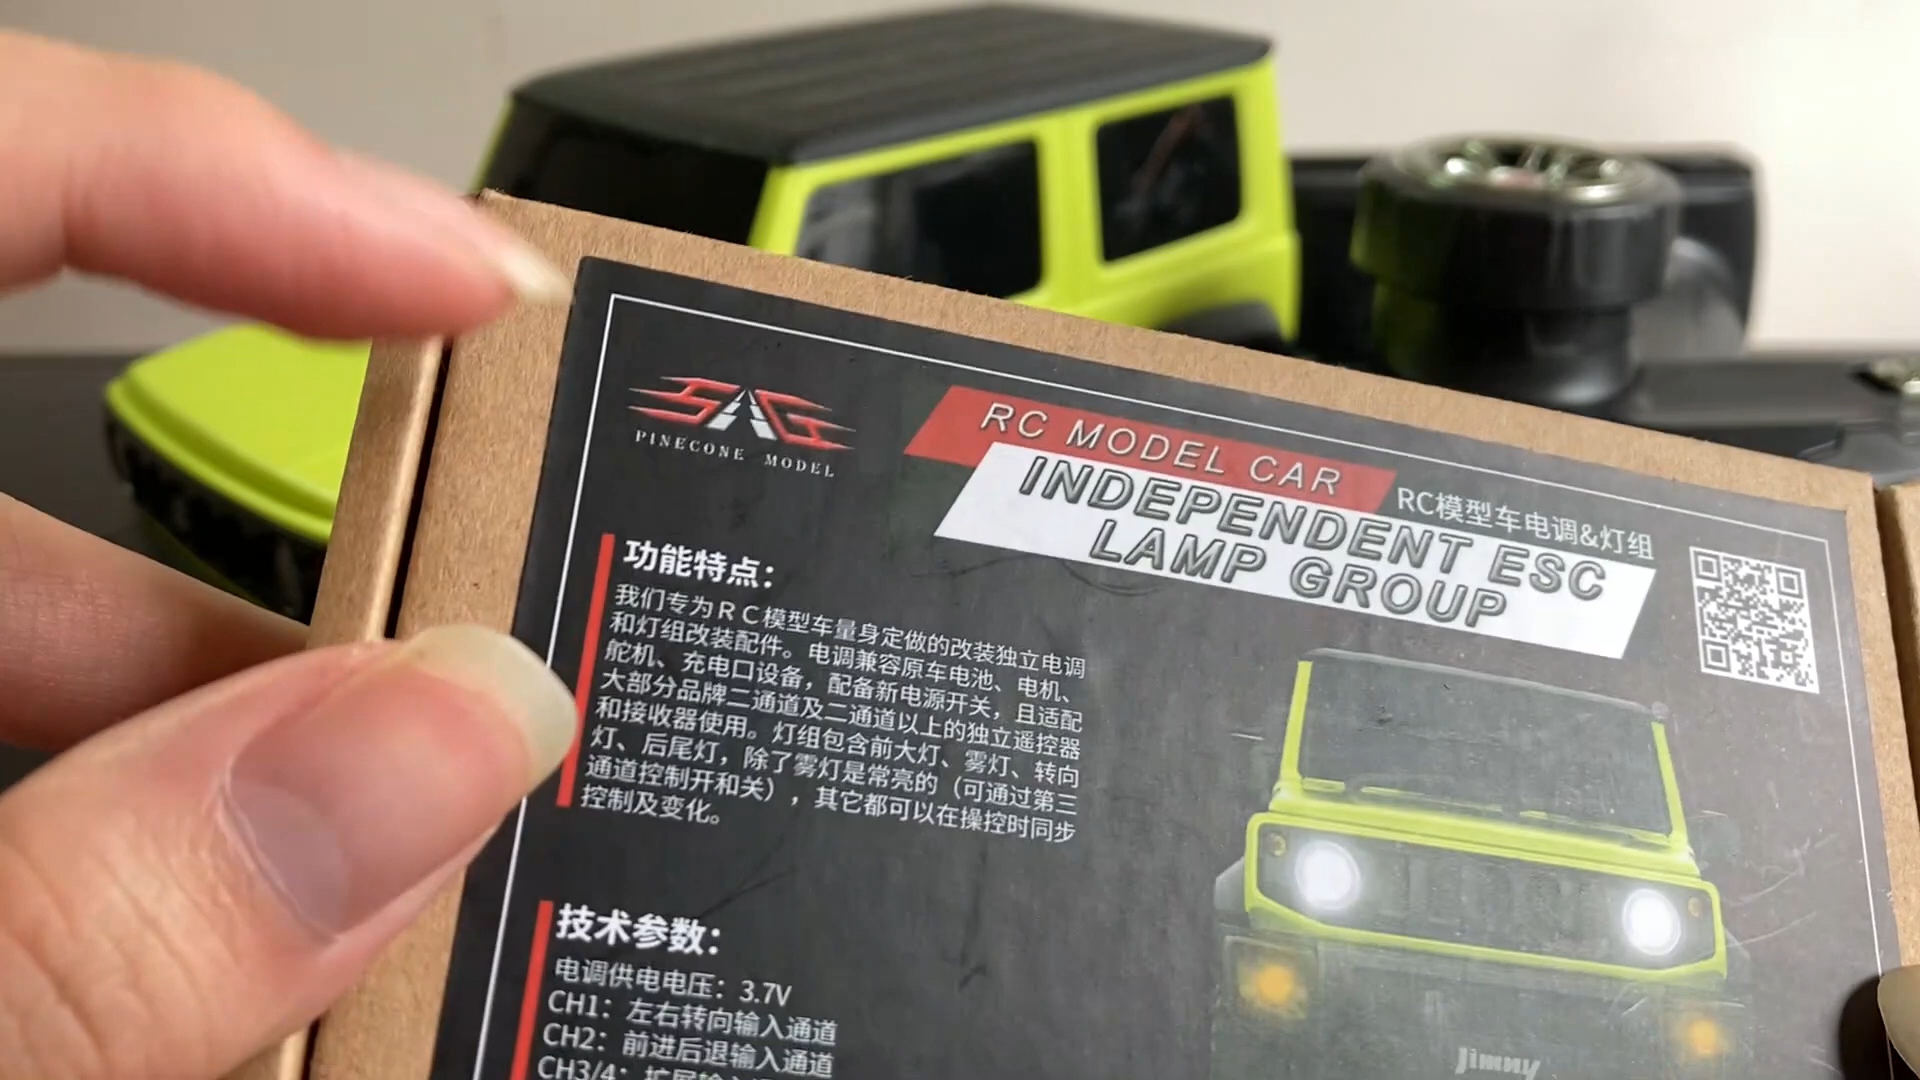 SAG
PINECONE MODEL
RC MODEL CAR
INDEPENDENT ESC
LAMP GROUP
RC模型车电调&灯组
功能特点：
我们专为RC模型车量身定做的改装独立电调
和灯组改装配件。电调兼容原车电池、电机、
舵机、充电口设备，配备新电源开关，且适配
大部分品牌二通道及二通道以上的独立遥控器
和接收器使用。灯组包含前大灯、雾灯、转向
灯、后尾灯，除了雾灯是常亮的（可通过第三
通道控制开和关），其它都可以在操控时同步
控制及变化。
技术参数：
电调供电电压：3.7V
CH1：左右转向输入通道
CH2：前进后退输入通道
CH3/4：扩展输入
Jimny